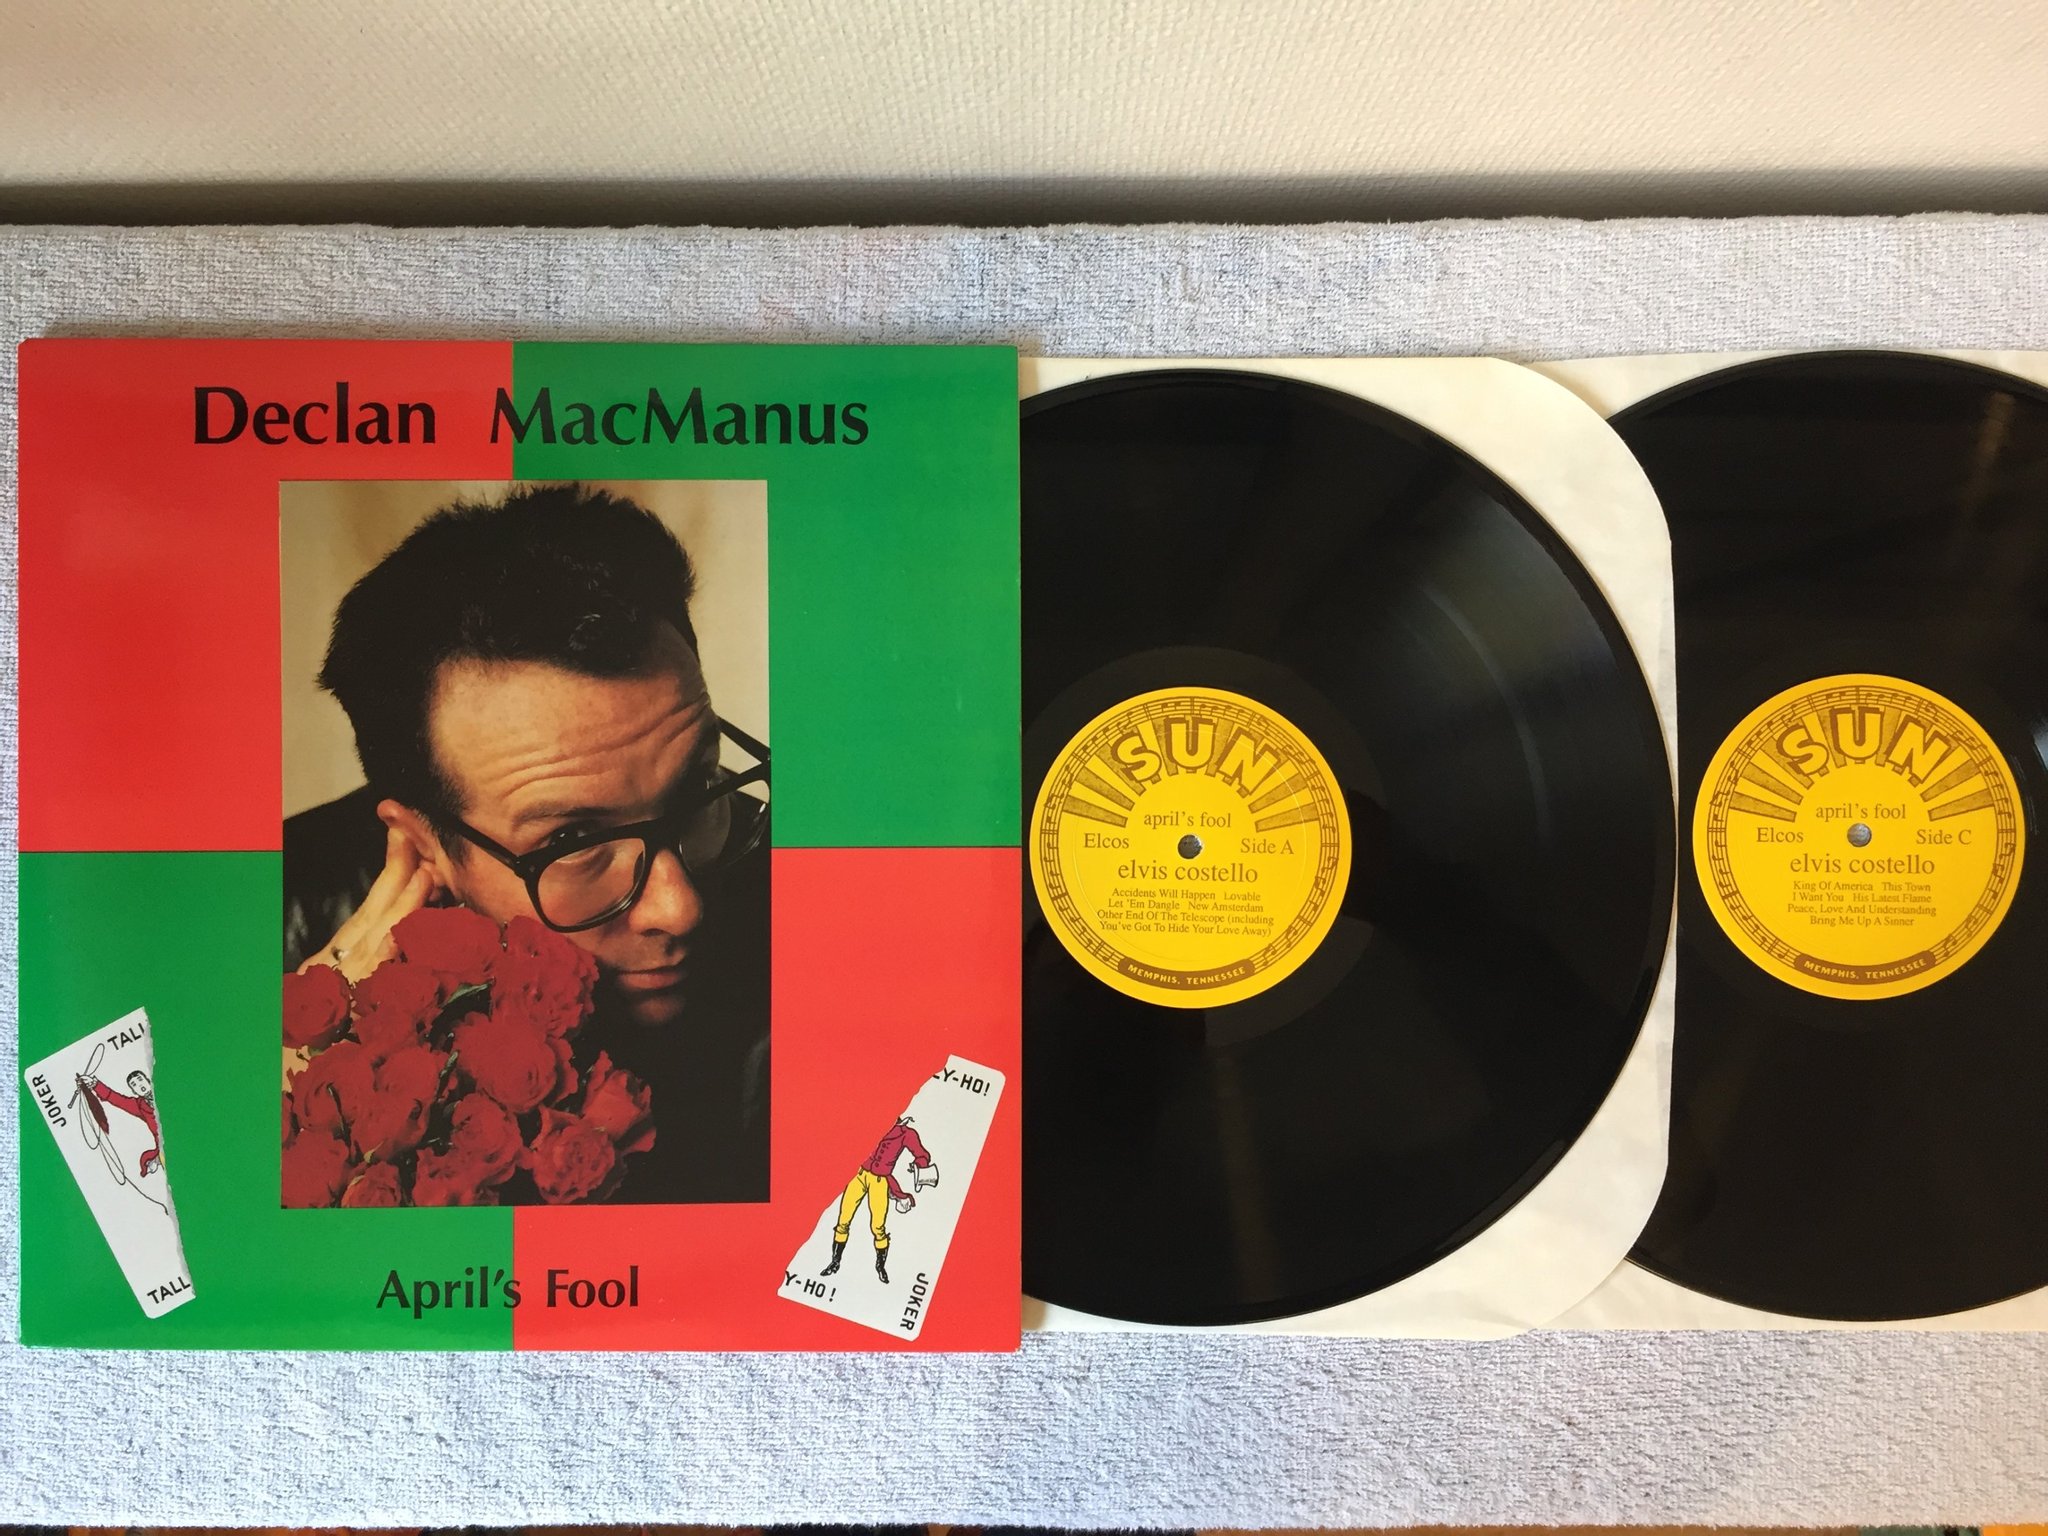 Declan MacManus
JOKER
TALL
TALL
LY-HO!
Y-HO!
JOKER
April's Fool
SUN
april's fool
Elcos Side A
elvis costello
Accidents Will Happen Lovable
Let 'Em Dangle New Amsterdam
Other End Of The Telescope (including
You've Got To Hide Your Love Away)
MEMPHIS, TENNESSEE
SUN
april's fool
Elcos Side C
elvis costello
King Of America This Town
I Want You His Latest Flame
Peace, Love And Understanding
Bring Me Up A Sinner
MEMPHIS, TENNESSEE